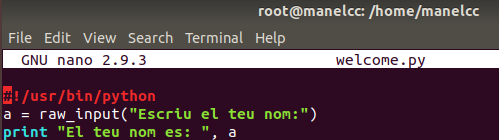 root@manelcc: /home/manelcc
File Edit View Search Terminal Help
GNU nano 2.9.3 welcome.py
#!/usr/bin/python
a = raw_input("Escriu el teu nom:")
print "El teu nom es: ", a